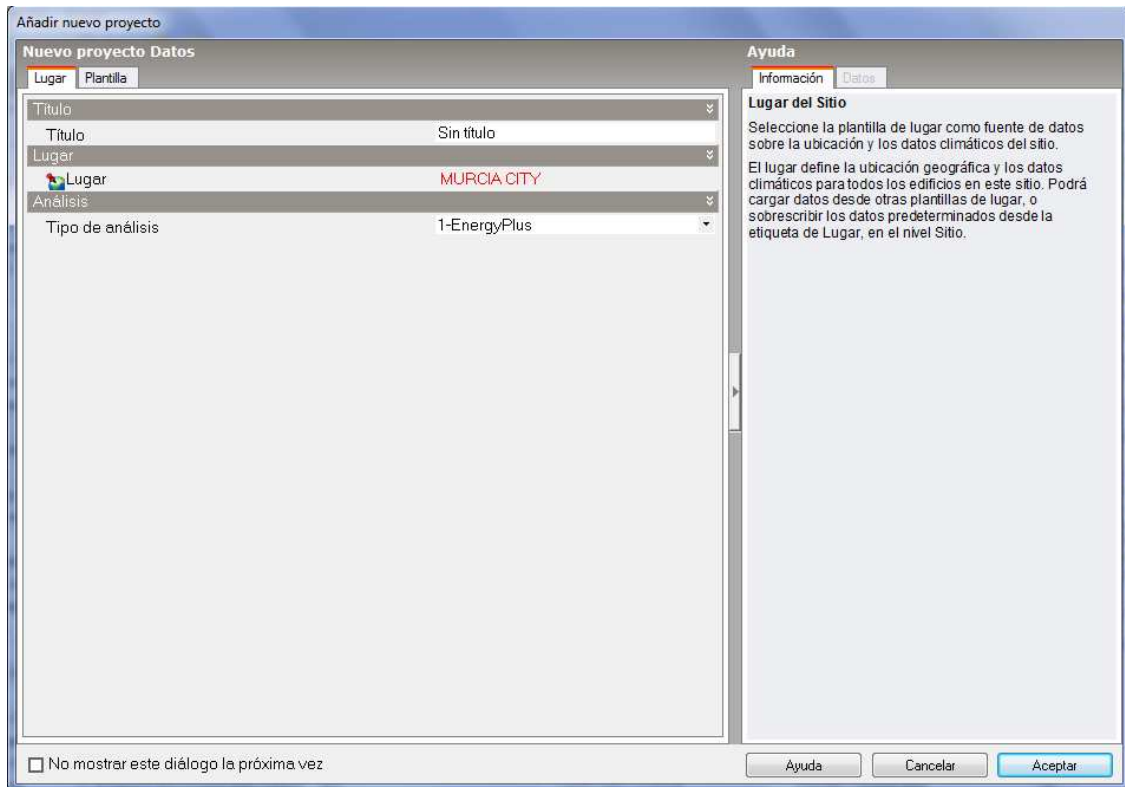 Añadir nuevo proyecto
Nuevo proyecto Datos
Lugar Plantilla
Título
Título Sin título
Lugar
Lugar MURCIA CITY
Análisis
Tipo de análisis 1-EnergyPlus
Ayuda
Información Datos
Lugar del Sitio
Seleccione la plantilla de lugar como fuente de datos
sobre la ubicación y los datos climáticos del sitio.
El lugar define la ubicación geográfica y los datos
climáticos para todos los edificios en este sitio. Podrá
cargar datos desde otras plantillas de lugar, o
sobrescribir los datos predeterminados desde la
etiqueta de Lugar, en el nivel Sitio.
No mostrar este diálogo la próxima vez
Ayuda Cancelar Aceptar